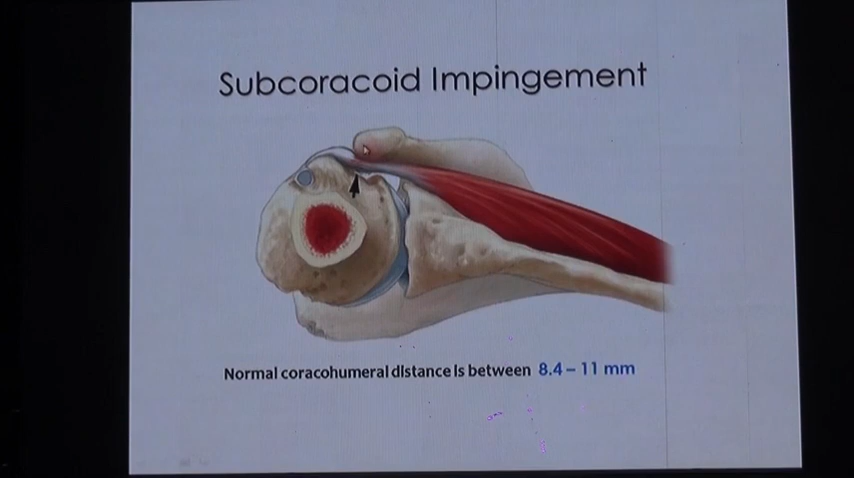 Subcoracoid Impingement
Normal coracohumeral distance is between 8.4 – 11 mm